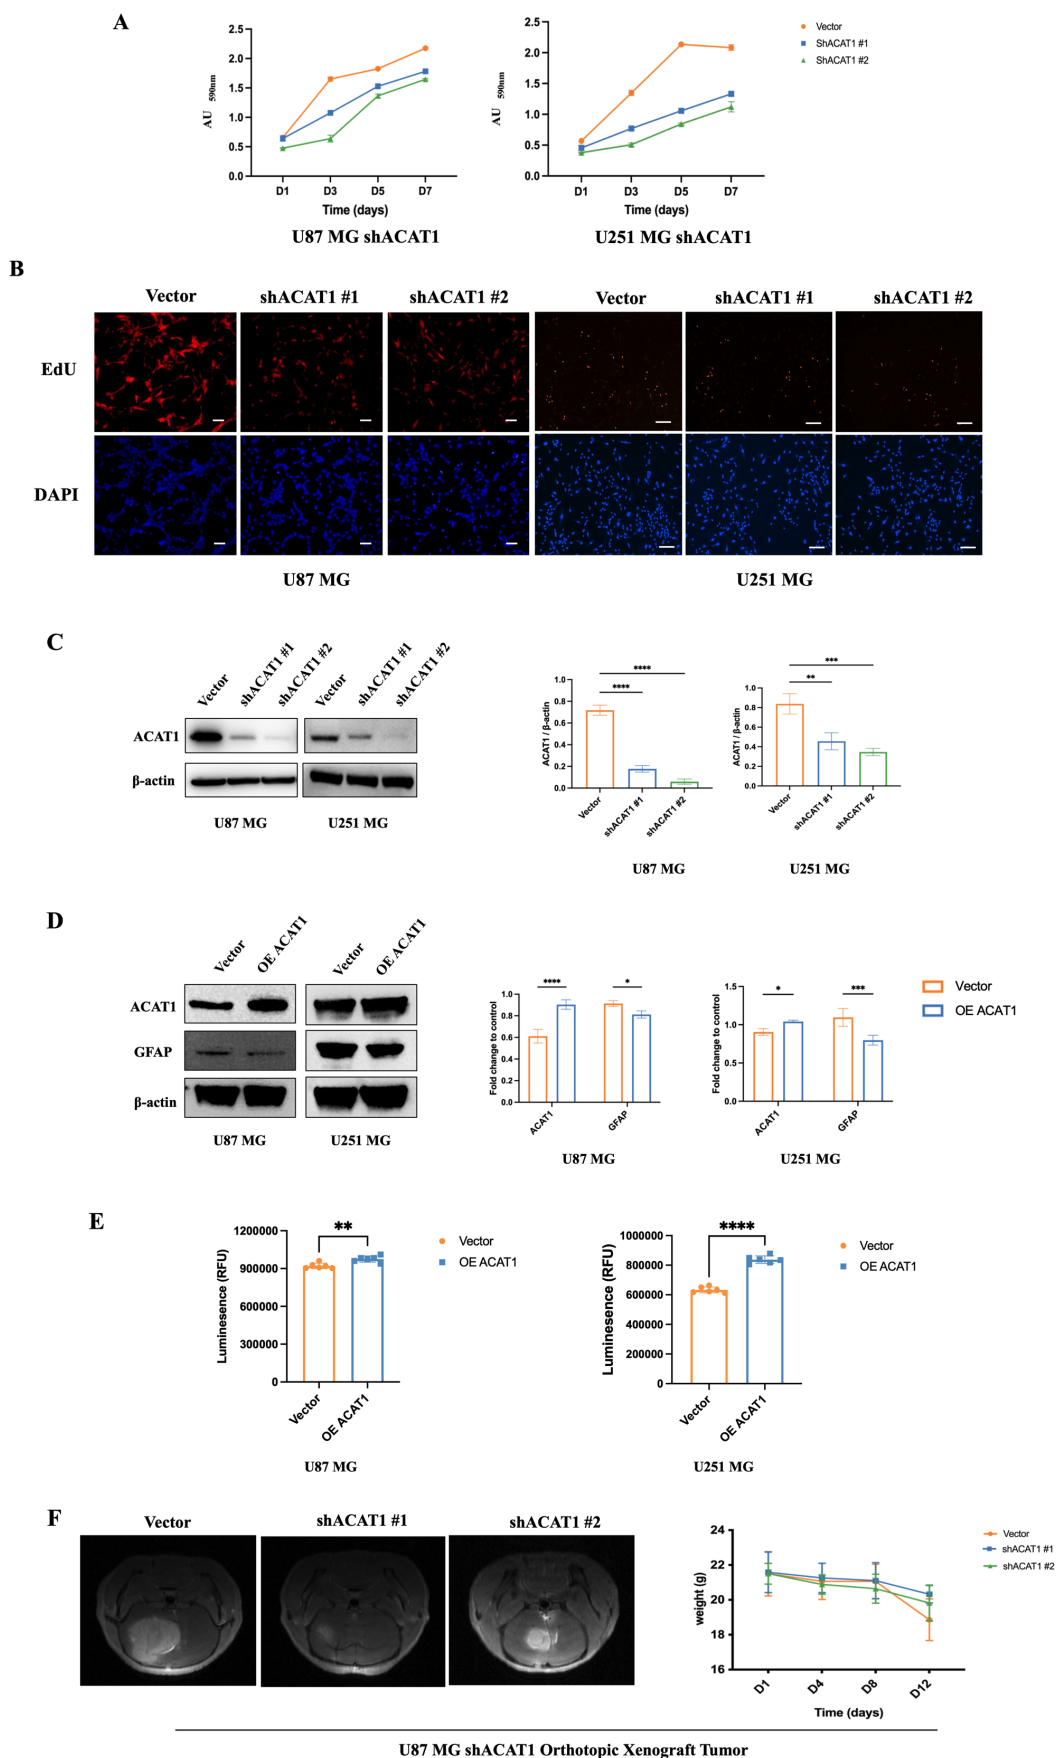 A
2.5
2.0
1.5
1.0
0.5
0.0
AU 590nm
D1 D3 D5 D7
Time (days)
U87 MG shACAT1
2.5
2.0
1.5
1.0
0.5
0.0
AU 590nm
D1 D3 D5 D7
Time (days)
U251 MG shACAT1
Vector
ShACAT1 #1
ShACAT1 #2
B
Vector shACAT1 #1 shACAT1 #2 Vector shACAT1 #1 shACAT1 #2
EdU
DAPI
U87 MG U251 MG
C
Vector shACAT1 #1 shACAT1 #2 Vector shACAT1 #1 shACAT1 #2
ACAT1
β-actin
U87 MG U251 MG
****
****
1.0
0.8
0.6
0.4
0.2
0.0
ACAT1 / β-actin
Vector shACAT1 #1 shACAT1 #2
U87 MG
***
**
1.0
0.8
0.6
0.4
0.2
0.0
ACAT1 / β-actin
Vector shACAT1 #1 shACAT1 #2
U251 MG
D
Vector OE ACAT1 Vector OE ACAT1
ACAT1
GFAP
β-actin
U87 MG U251 MG
**** *
1.0
0.8
0.6
0.4
0.2
0.0
Fold change to control
ACAT1 GFAP
U87 MG
* ***
1.5
1.0
0.5
0.0
Fold change to control
ACAT1 GFAP
U251 MG
Vector
OE ACAT1
E
**
1200000
900000
600000
300000
0
Luminesence (RFU)
Vector OE ACAT1
U87 MG
Vector
OE ACAT1
****
1000000
800000
600000
400000
200000
0
Luminesence (RFU)
Vector OE ACAT1
U251 MG
Vector
OE ACAT1
F
Vector shACAT1 #1 shACAT1 #2
24
22
20
18
16
weight (g)
D1 D4 D8 D12
Time (days)
Vector
shACAT1 #1
shACAT1 #2
U87 MG shACAT1 Orthotopic Xenograft Tumor